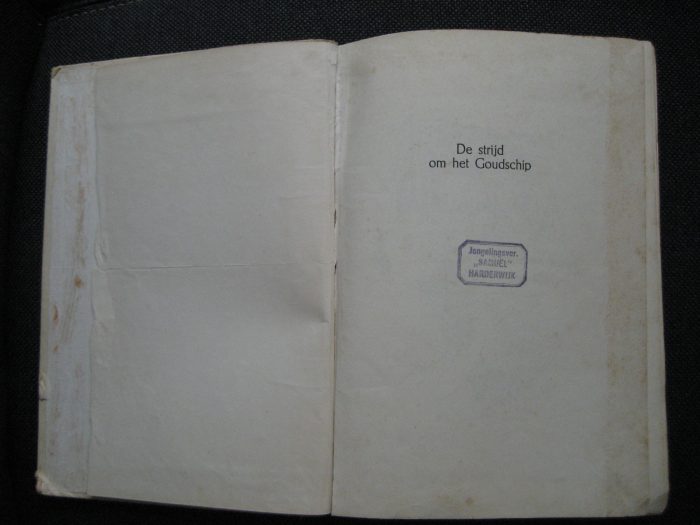 De strijd
om het Goudschip
Jongelingsver.
„SAMUËL"
HARDERWIJK